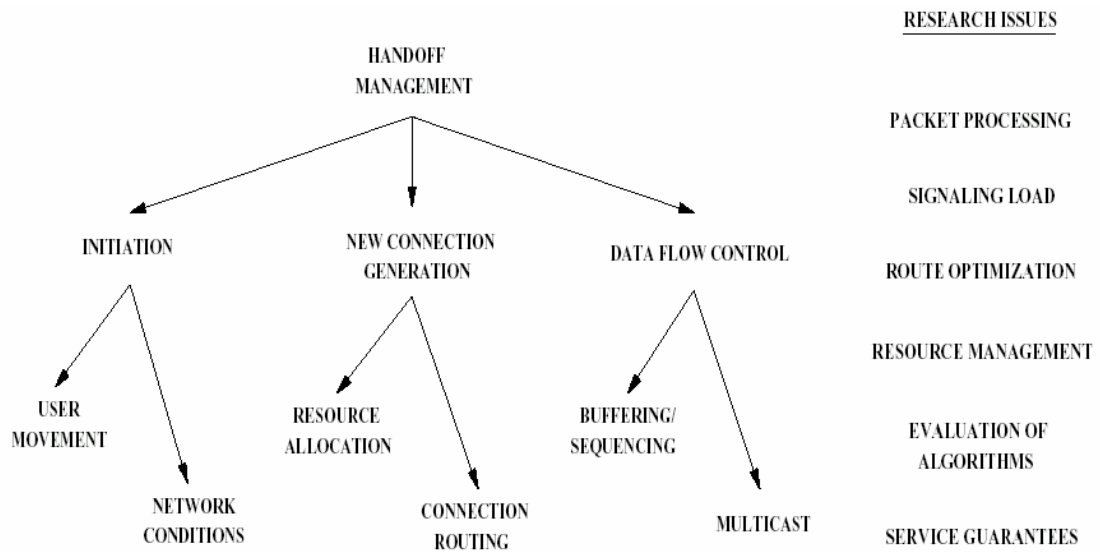 HANDOFF
MANAGEMENT
INITIATION
NEW CONNECTION
GENERATION
DATA FLOW CONTROL
USER
MOVEMENT
RESOURCE
ALLOCATION
BUFFERING/
SEQUENCING
NETWORK
CONDITIONS
CONNECTION
ROUTING
MULTICAST
RESEARCH ISSUES
PACKET PROCESSING
SIGNALING LOAD
ROUTE OPTIMIZATION
RESOURCE MANAGEMENT
EVALUATION OF
ALGORITHMS
SERVICE GUARANTEES